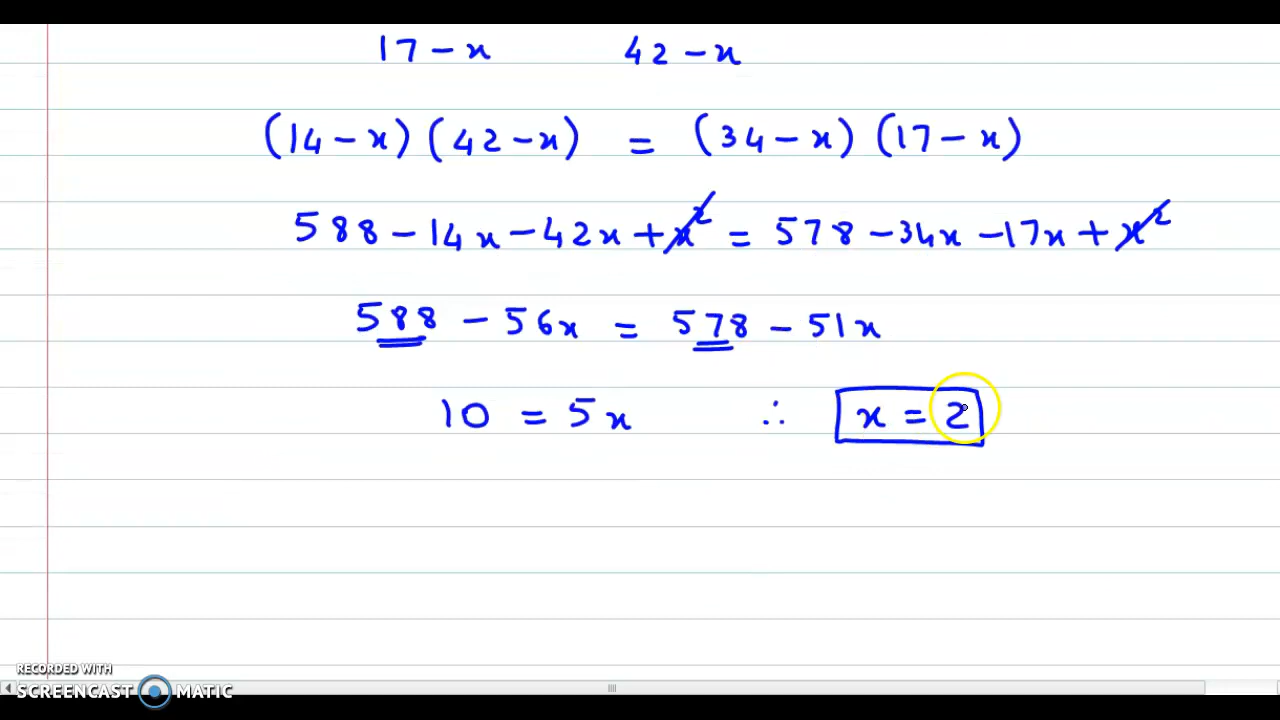 17 - x 42 - x
(14 - x) (42 - x) = (34 - x) (17 - x)
588 - 14x - 42x + x² = 578 - 34x - 17x + x²
588 - 56x = 578 - 51x
10 = 5x ∴ x = 2
RECORDED WITH
SCREENCAST MATIC